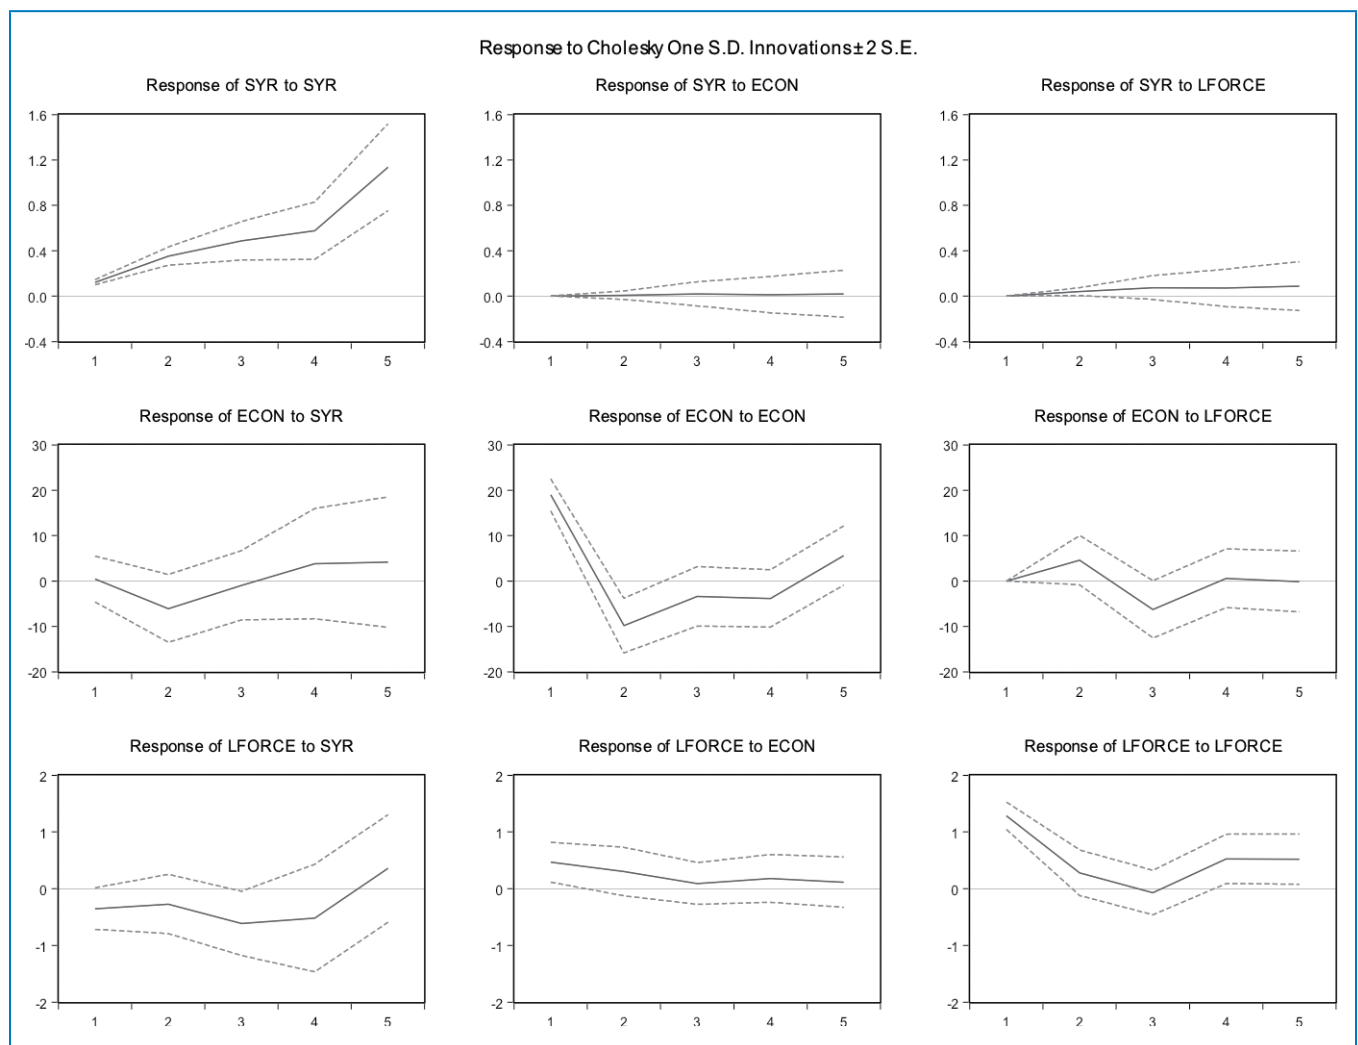 Response to Cholesky One S.D. Innovations ± 2 S.E.
Response of SYR to SYR
1.6
1.2
0.8
0.4
0.0
-0.4
1 2 3 4 5
Response of SYR to ECON
1.6
1.2
0.8
0.4
0.0
-0.4
1 2 3 4 5
Response of SYR to LFORCE
1.6
1.2
0.8
0.4
0.0
-0.4
1 2 3 4 5
Response of ECON to SYR
30
20
10
0
-10
-20
1 2 3 4 5
Response of ECON to ECON
30
20
10
0
-10
-20
1 2 3 4 5
Response of ECON to LFORCE
30
20
10
0
-10
-20
1 2 3 4 5
Response of LFORCE to SYR
2
1
0
-1
-2
1 2 3 4 5
Response of LFORCE to ECON
2
1
0
-1
-2
1 2 3 4 5
Response of LFORCE to LFORCE
2
1
0
-1
-2
1 2 3 4 5